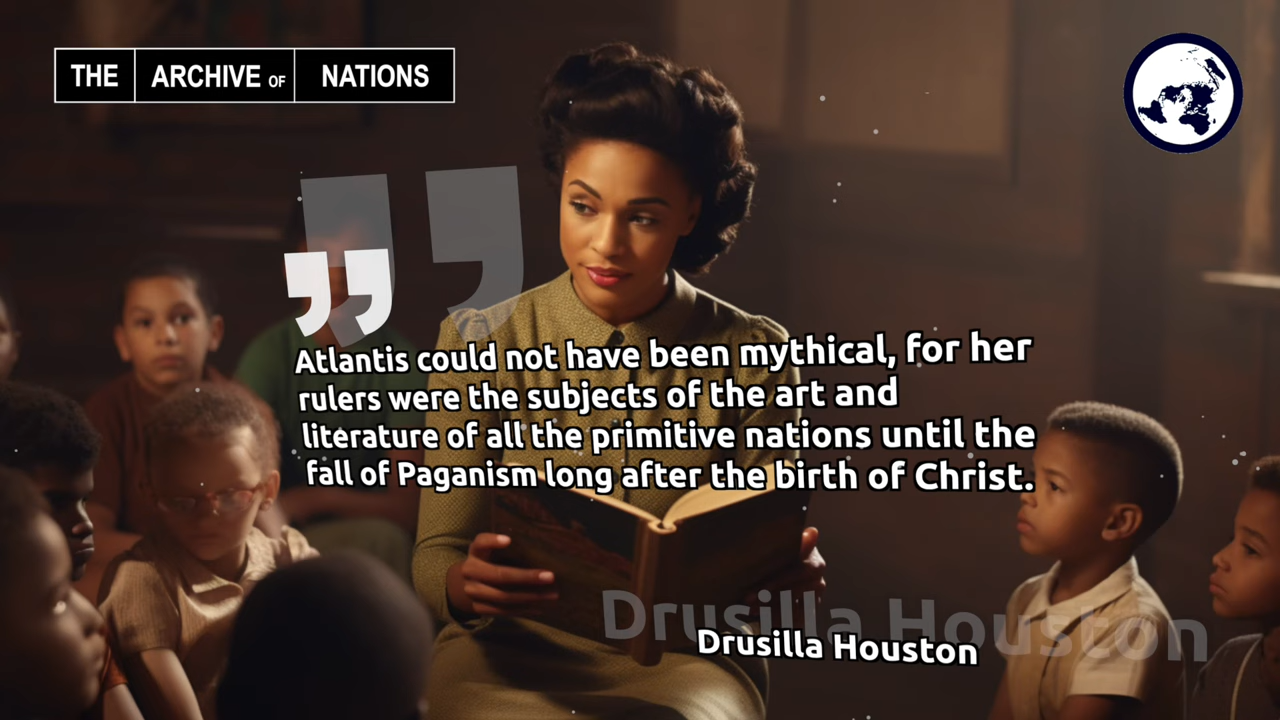 THE ARCHIVE OF NATIONS
”
Atlantis could not have been mythical, for her
rulers were the subjects of the art and
literature of all the primitive nations until the
fall of Paganism long after the birth of Christ.
Drusilla Houston
Drusilla Houston